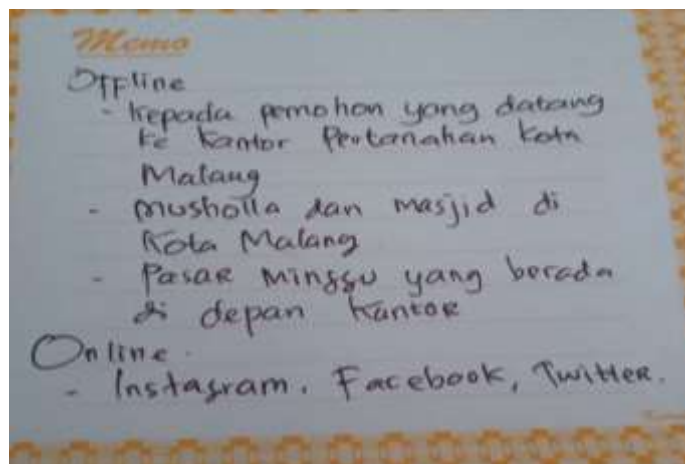 Memo
Offline
- kepada pemohon yang datang
ke kantor Pertanahan Kota
Malang
- Musholla dan masjid di
Kota Malang
- Pasar Minggu yang berada
di depan kantor
Online.
- Instagram. Facebook, Twitter.